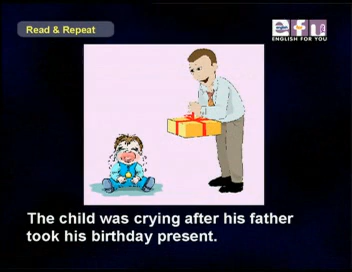 Read & Repeat
ENGLISH FOR YOU
The child was crying after his father
took his birthday present.